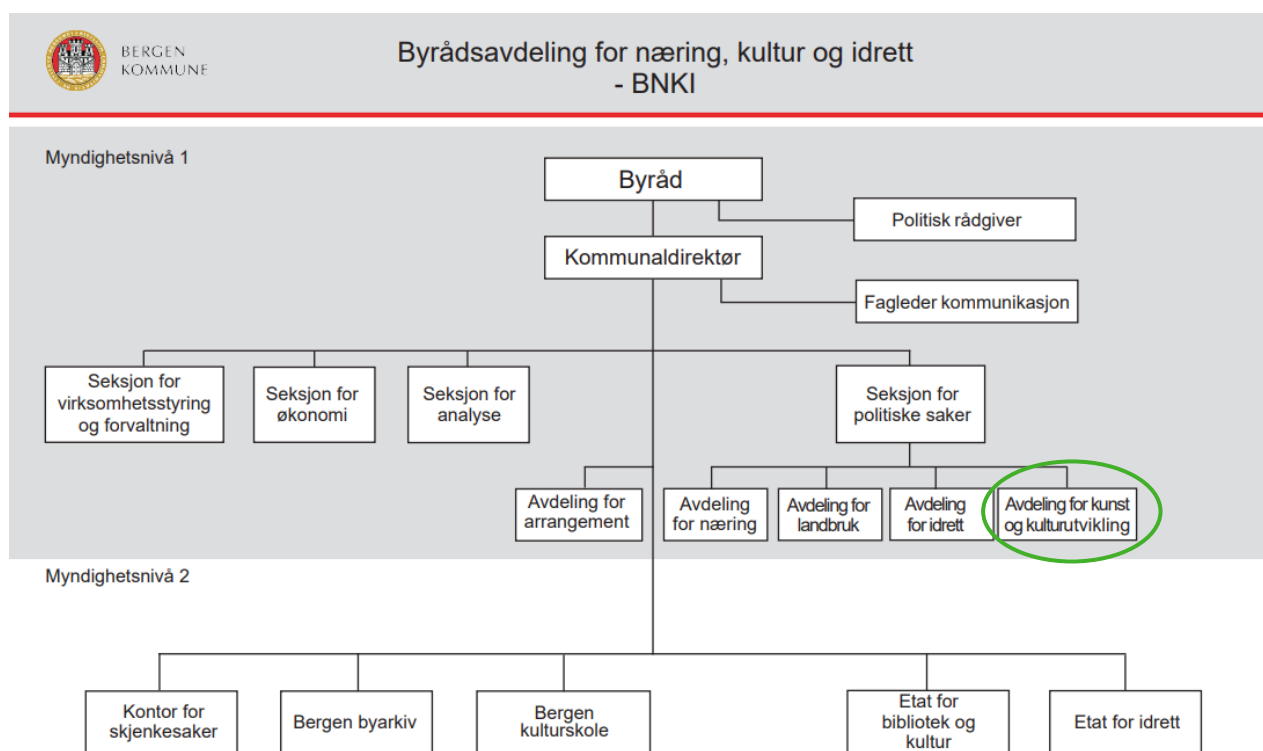 BERGEN
KOMMUNE
Byrådsavdeling for næring, kultur og idrett
- BNKI
Myndighetsnivå 1
Byråd
Politisk rådgiver
Kommunaldirektør
Fagleder kommunikasjon
Seksjon for
virksomhetsstyring
og forvaltning
Seksjon for
økonomi
Seksjon for
analyse
Seksjon for
politiske saker
Avdeling for
arrangement
Avdeling
for næring
Avdeling for
landbruk
Avdeling
for idrett
Avdeling for kunst
og kulturutvikling
Myndighetsnivå 2
Kontor for
skjenkesaker
Bergen byarkiv
Bergen
kulturskole
Etat for
bibliotek og
kultur
Etat for idrett